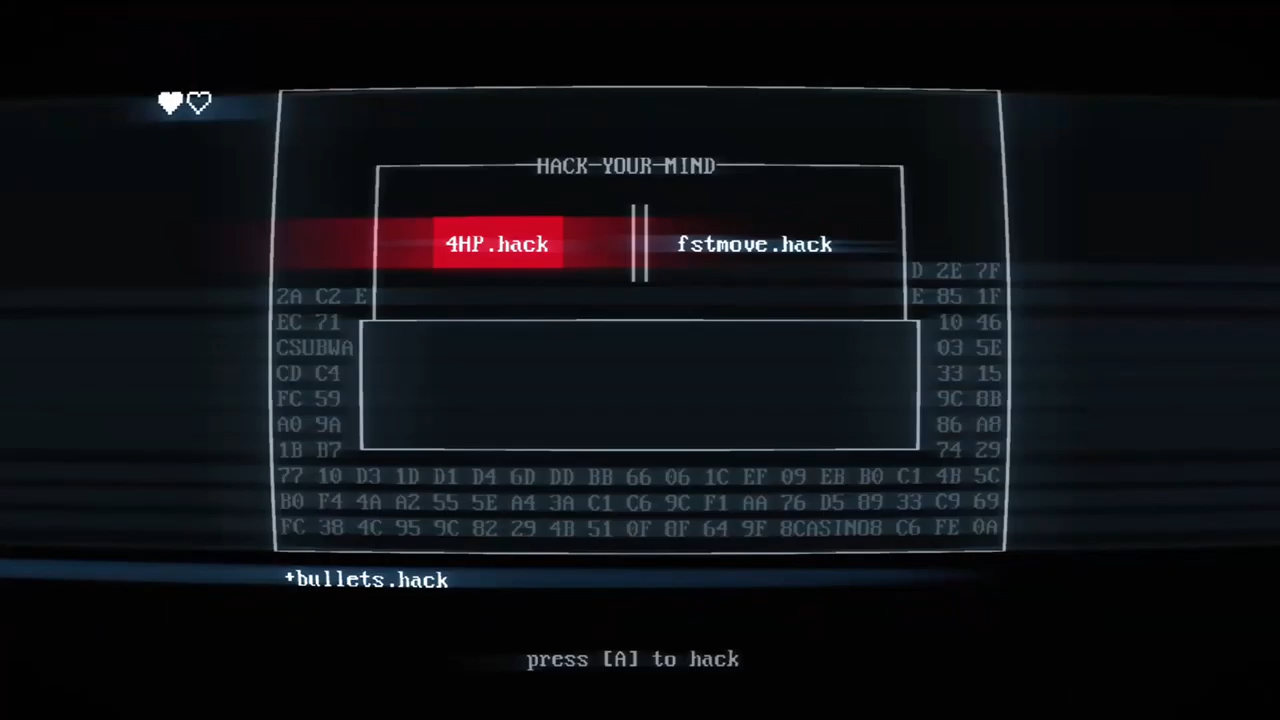 HACK-YOUR-MIND
4HP.hack fstmove.hack
D 2E 7F
2A C2 E E 85 1F
EC 71 10 46
CSUBWA 03 5E
CD C4 33 15
FC 59 9C 8B
A0 9A 86 A8
1B B7 74 29
77 10 D3 1D D1 D4 6D DD BB 66 06 1C EF 09 EB B0 C1 4B 5C
B0 F4 4A A2 55 5E A4 3A C1 C6 9C F1 AA 76 D5 89 33 C9 69
FC 38 4C 95 9C 82 29 4B 51 0F 8F 64 9F 8CASINO8 C6 FE 0A
+bullets.hack
press [A] to hack